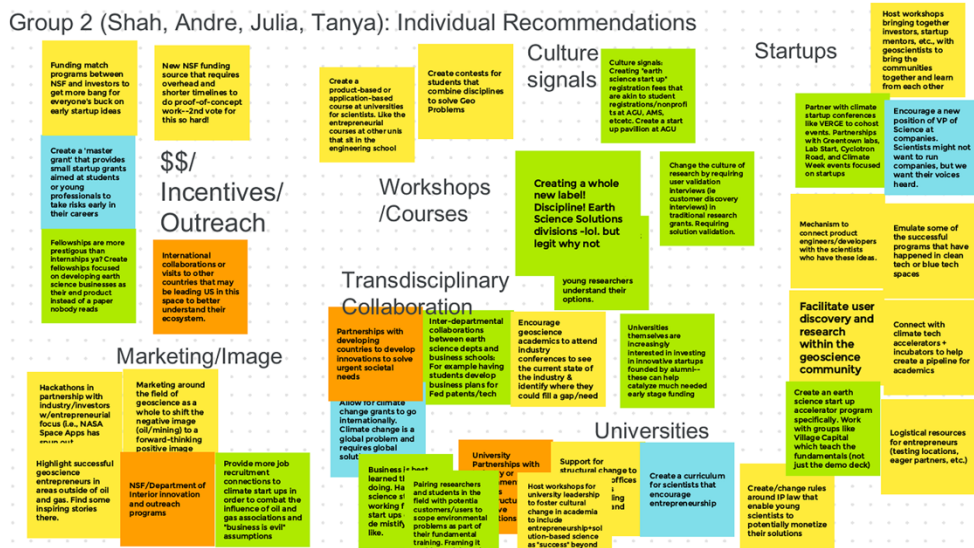 Group 2 (Shah, Andre, Julia, Tanya): Individual Recommendations
Funding match
programs between
NSF and investors to
get more bang for
everyone's buck on
early startup ideas
New NSF funding
source that requires
overhead and
shorter timelines to
do proof-of-concept
work--2nd vote for
this so hard!
Create a 'master
grant' that provides
small startup grants
aimed at students
or young
professionals to
take risks early in
their careers
$$/
Incentives/
Outreach
Fellowships are more
prestigous than
internships ya? Create
fellowships focused
on developing earth
science businesses as
their end product
instead of a paper
nobody reads
International
collaborations or
visits to other
countries that may
be leading US in this
space to better
understand their
ecosystem.
Marketing/Image
Hackathons in
partnership with
industry/investors
w/entrepreneurial
focus (i.e., NASA
Space Apps has
Marketing around
the field of
geoscience as a
whole to shift the
negative image
(oil/mining) to a
forward-thinking
positive image
Highlight successful
geoscience
entrepreneurs in
areas outside of oil
and gas. Find some
inspiring stories
there.
NSF/Department of
Interior innovation
and outreach
programs
Provide more job
recruitment
connections to
climate start ups in
order to combat the
influence of oil and
gas associations and
"business is evil"
assumptions
Create a
product-based or
application-based
course at universities
for scientists. Like the
entrepreneurial
courses at other unis
that sit in the
engineering school
Create contests for
students that
combine disciplines
to solve Geo
Problems
Workshops
/Courses
Culture
signals
Culture signals:
Creating "earth
science start up"
registration fees that
are akin to student
registrations/nonprofi
ts at AGU, AMS,
etcetc. Create a start
up pavilion at AGU
Creating a whole
new label!
Discipline! Earth
Science Solutions
divisions -lol. but
legit why not
young researchers
understand their
options.
Change the culture of
research by requiring
user validation
interviews (ie
customer discovery
interviews) in
traditional research
grants. Requiring
solution validation.
Transdisciplinary
Collaboration
Partnerships with
developing
countries to develop
innovations to solve
urgent societal
needs
Inter-departmental
collaborations
between earth
science depts and
business schools:
For example having
students develop
business plans for
Fed patents/tech
Encourage
geoscience
academics to attend
industry
conferences to see
the current state of
the industry &
identify where they
could fill a gap/need
Universities
themselves are
increasingly
interested in investing
in innovative startups
founded by alumni--
these can help
catalyze much needed
early stage funding
Allow for climate
change grants to go
internationally.
Climate change is a
global problem and
requires global
Universities
Business is best
learned
doing.
science
working
start ups
de mistify
like.
Pairing researchers
and students in the
field with potentia
customers/users to
scope environmental
problems as part of
their fundamental
training. Framing it
University
Partnerships with
Support for
structural change to
offices
and
Host workshops for
university leadership
to foster cultural
change in academia
to include
entrepreneurship+sol
ution-based science
as "success" beyond
Create a curriculum
for scientists that
encourage
entrepreneurship
Create/change rules
around IP law that
enable young
scientists to
potentially monetize
their solutions
Startups
Host workshops
bringing together
investors, startup
mentors, etc., with
geoscientists to
bring the
communities
together and learn
from each other
Partner with climate
startup conferences
like VERGE to cohost
events. Partnerships
with Greentown labs,
Lab Start, Cyclotron
Road, and Climate
Week events focused
on startups
Encourage a new
position of VP of
Science at
companies.
Scientists might not
want to run
companies, but we
want their voices
heard.
Mechanism to
connect product
engineers/developers
with the scientists
who have these ideas.
Emulate some of
the successful
programs that have
happened in clean
tech or blue tech
spaces
Facilitate user
discovery and
research
within the
geoscience
community
Connect with
climate tech
accelerators +
incubators to help
create a pipeline for
academics
Create an earth
science start up
accelerator program
specifically. Work
with groups like
Village Capital
which teach the
fundamentals (not
just the demo deck)
Logistical resources
for entrepreneurs
(testing locations,
eager partners, etc.)